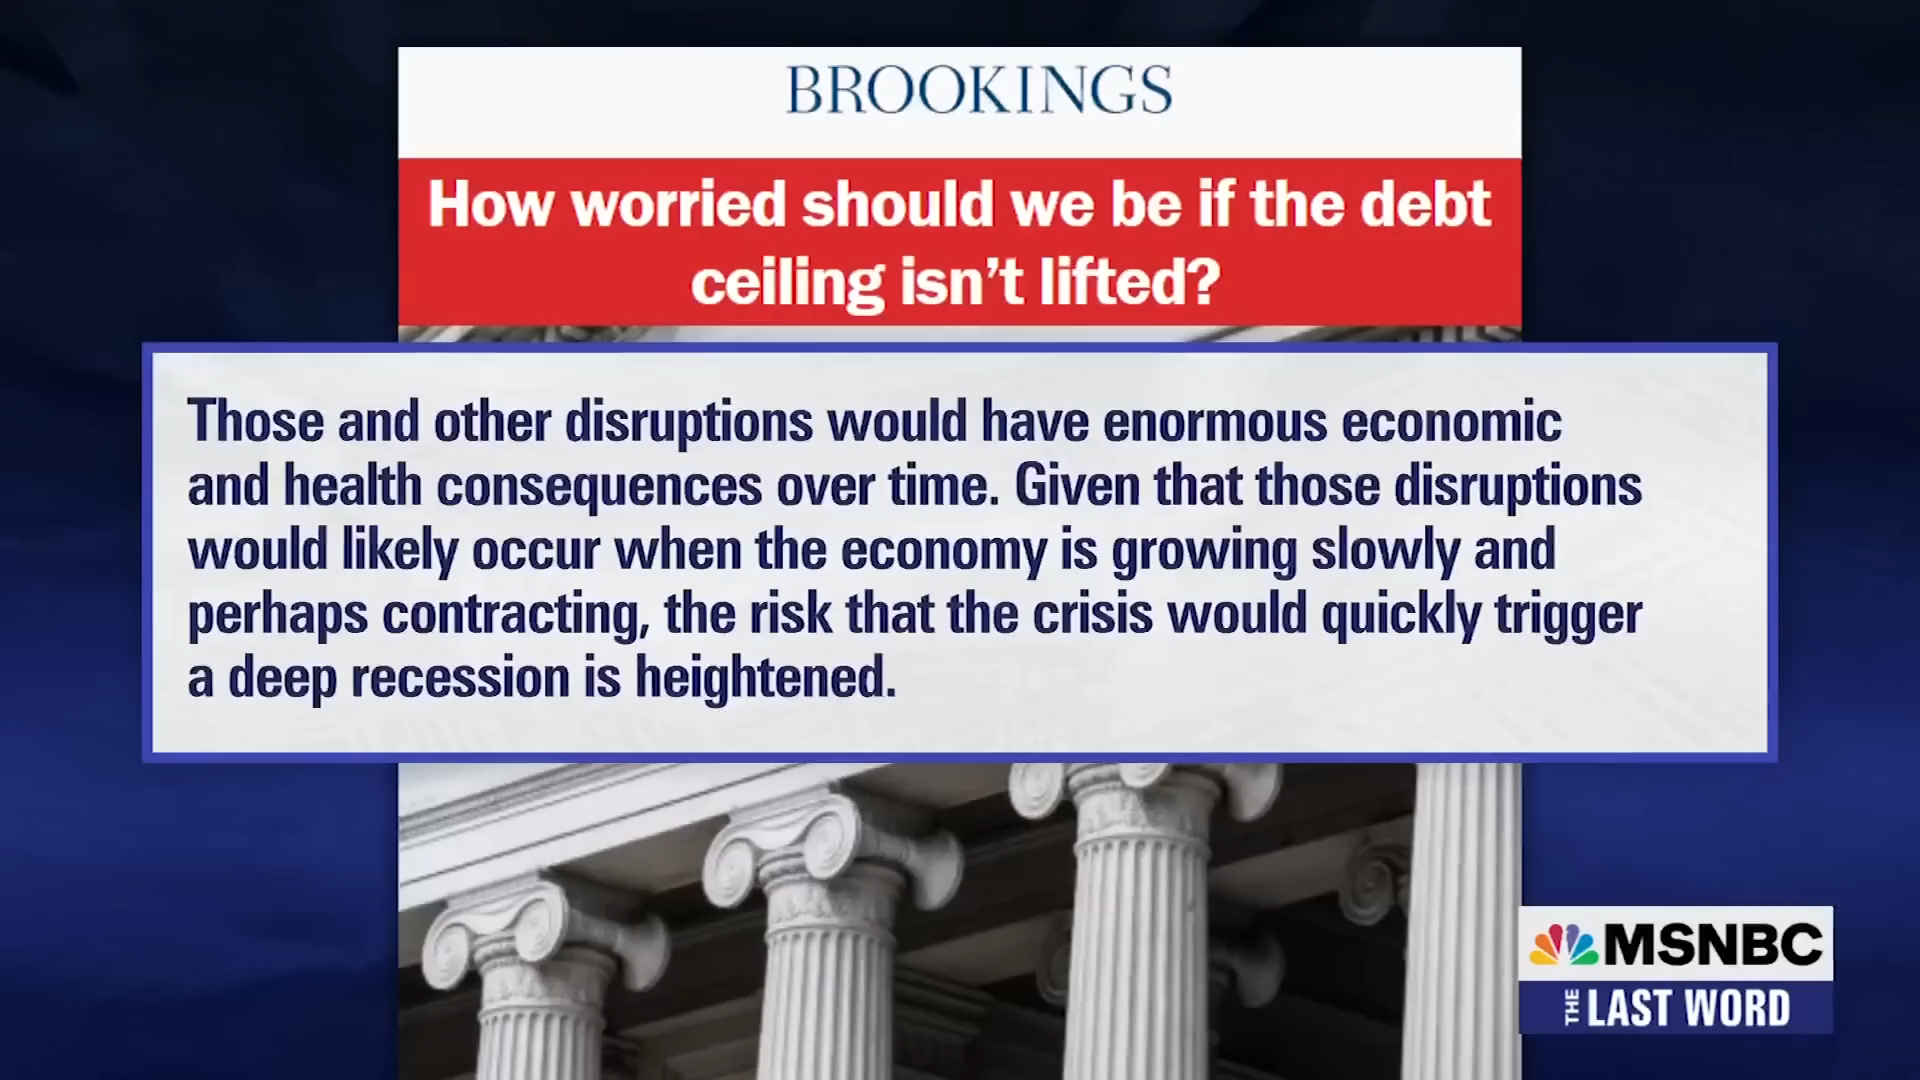 BROOKINGS
How worried should we be if the debt
ceiling isn’t lifted?
Those and other disruptions would have enormous economic
and health consequences over time. Given that those disruptions
would likely occur when the economy is growing slowly and
perhaps contracting, the risk that the crisis would quickly trigger
a deep recession is heightened.
MSNBC
THE LAST WORD